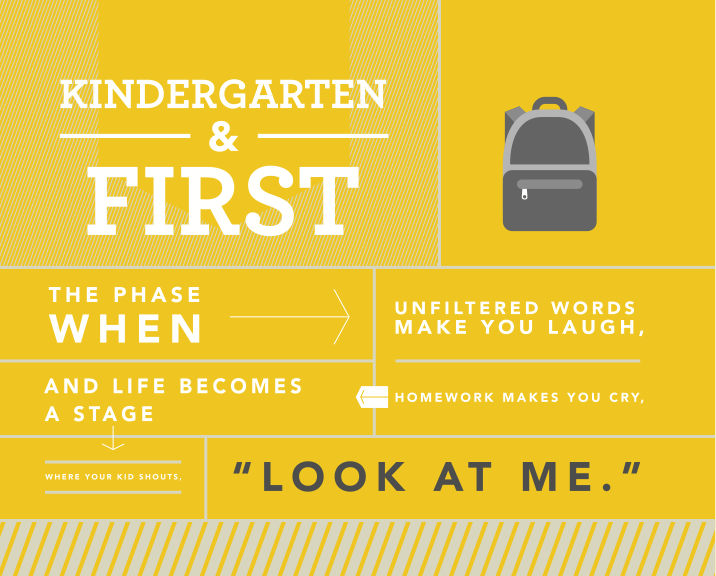 KINDERGARTEN
&
FIRST
THE PHASE
WHEN
UNFILTERED WORDS
MAKE YOU LAUGH,
HOMEWORK MAKES YOU CRY,
AND LIFE BECOMES
A STAGE
WHERE YOUR KID SHOUTS,
“LOOK AT ME.”